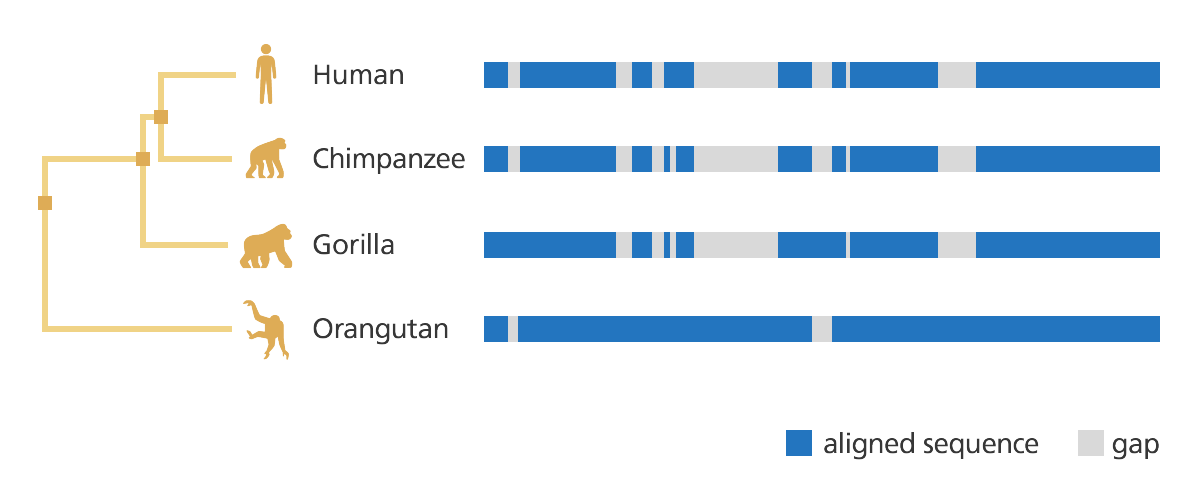 Human
Chimpanzee
Gorilla
Orangutan
aligned sequence
gap